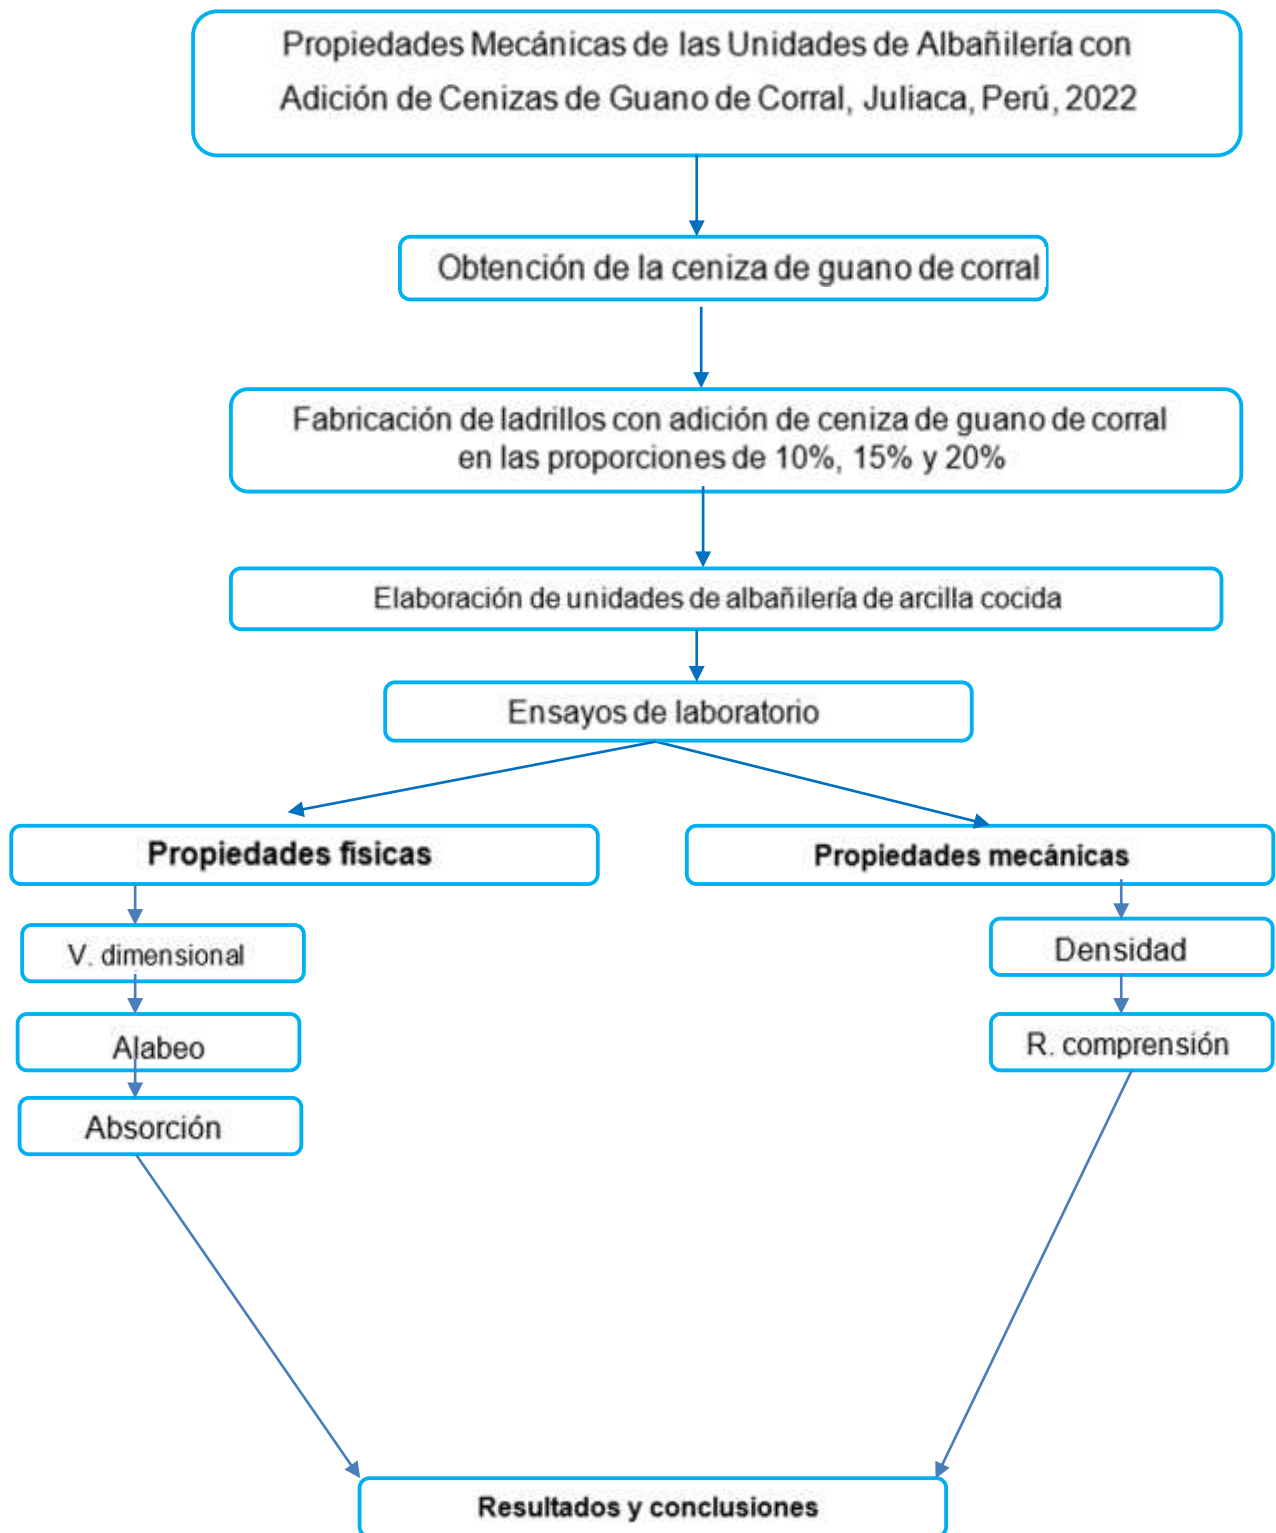 Propiedades Mecánicas de las Unidades de Albañilería con
Adición de Cenizas de Guano de Corral, Juliaca, Perú, 2022
Obtención de la ceniza de guano de corral
Fabricación de ladrillos con adición de ceniza de guano de corral
en las proporciones de 10%, 15% y 20%
Elaboración de unidades de albañilería de arcilla cocida
Ensayos de laboratorio
Propiedades físicas
Propiedades mecánicas
V. dimensional
Densidad
Alabeo
R. comprensión
Absorción
Resultados y conclusiones